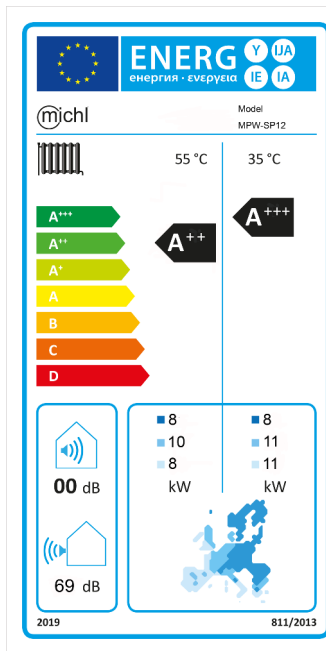 ENERG Y IJA
енергия · ενεργεια IE IA
michl
Model
MPW-SP12
55 °C 35 °C
A+++
A++
A+
A
B
C
D
A++
A+++
00 dB
69 dB
8 8
10 11
8 11
kW kW
2019 811/2013